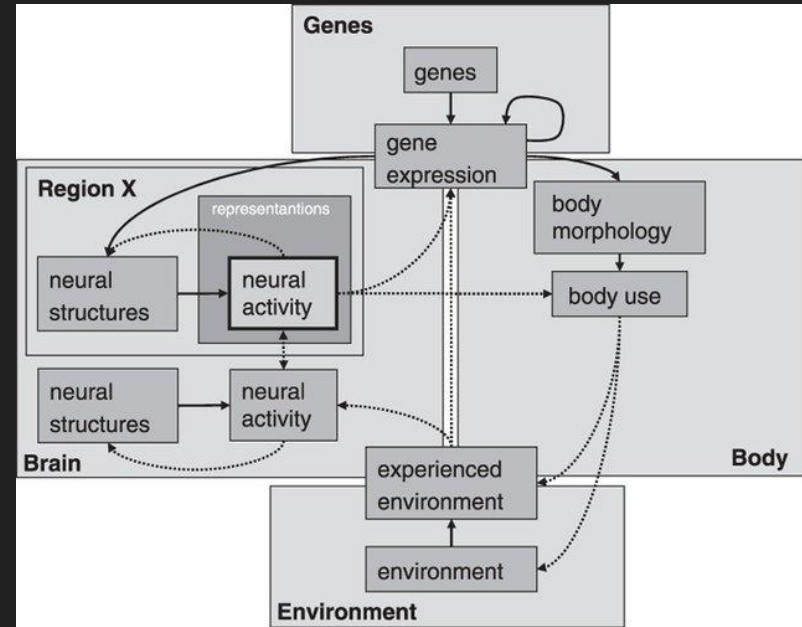 Genes
genes
gene
expression
Region X
representantions
body
morphology
neural
structures
neural
activity
body use
neural
structures
neural
activity
Brain
Body
experienced
environment
environment
Environment